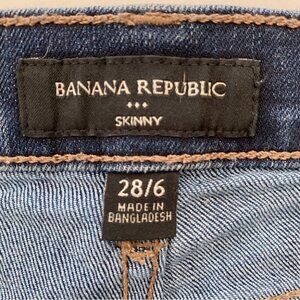 BANANA REPUBLIC
SKINNY
28/6
MADE IN
BANGLADESH